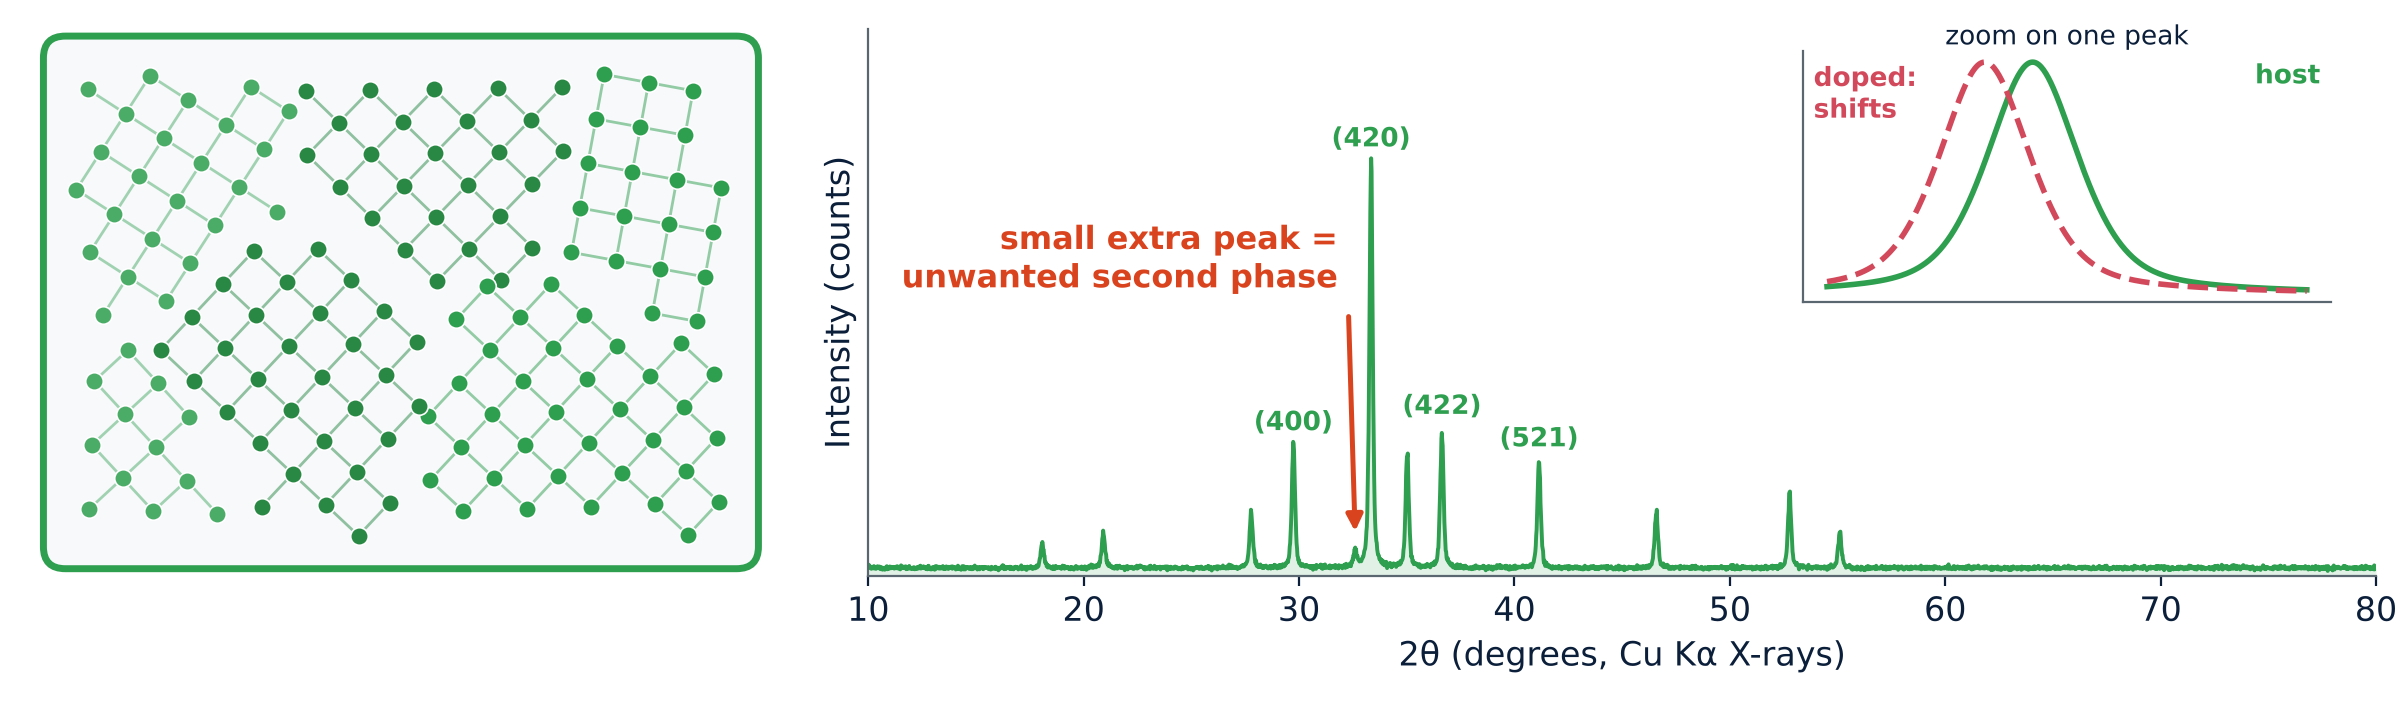 zoom on one peak
doped:
shifts
host
(420)
small extra peak =
unwanted second phase
(400)
(422)
(521)
Intensity (counts)
10 20 30 40 50 60 70 80
2θ (degrees, Cu Kα X-rays)